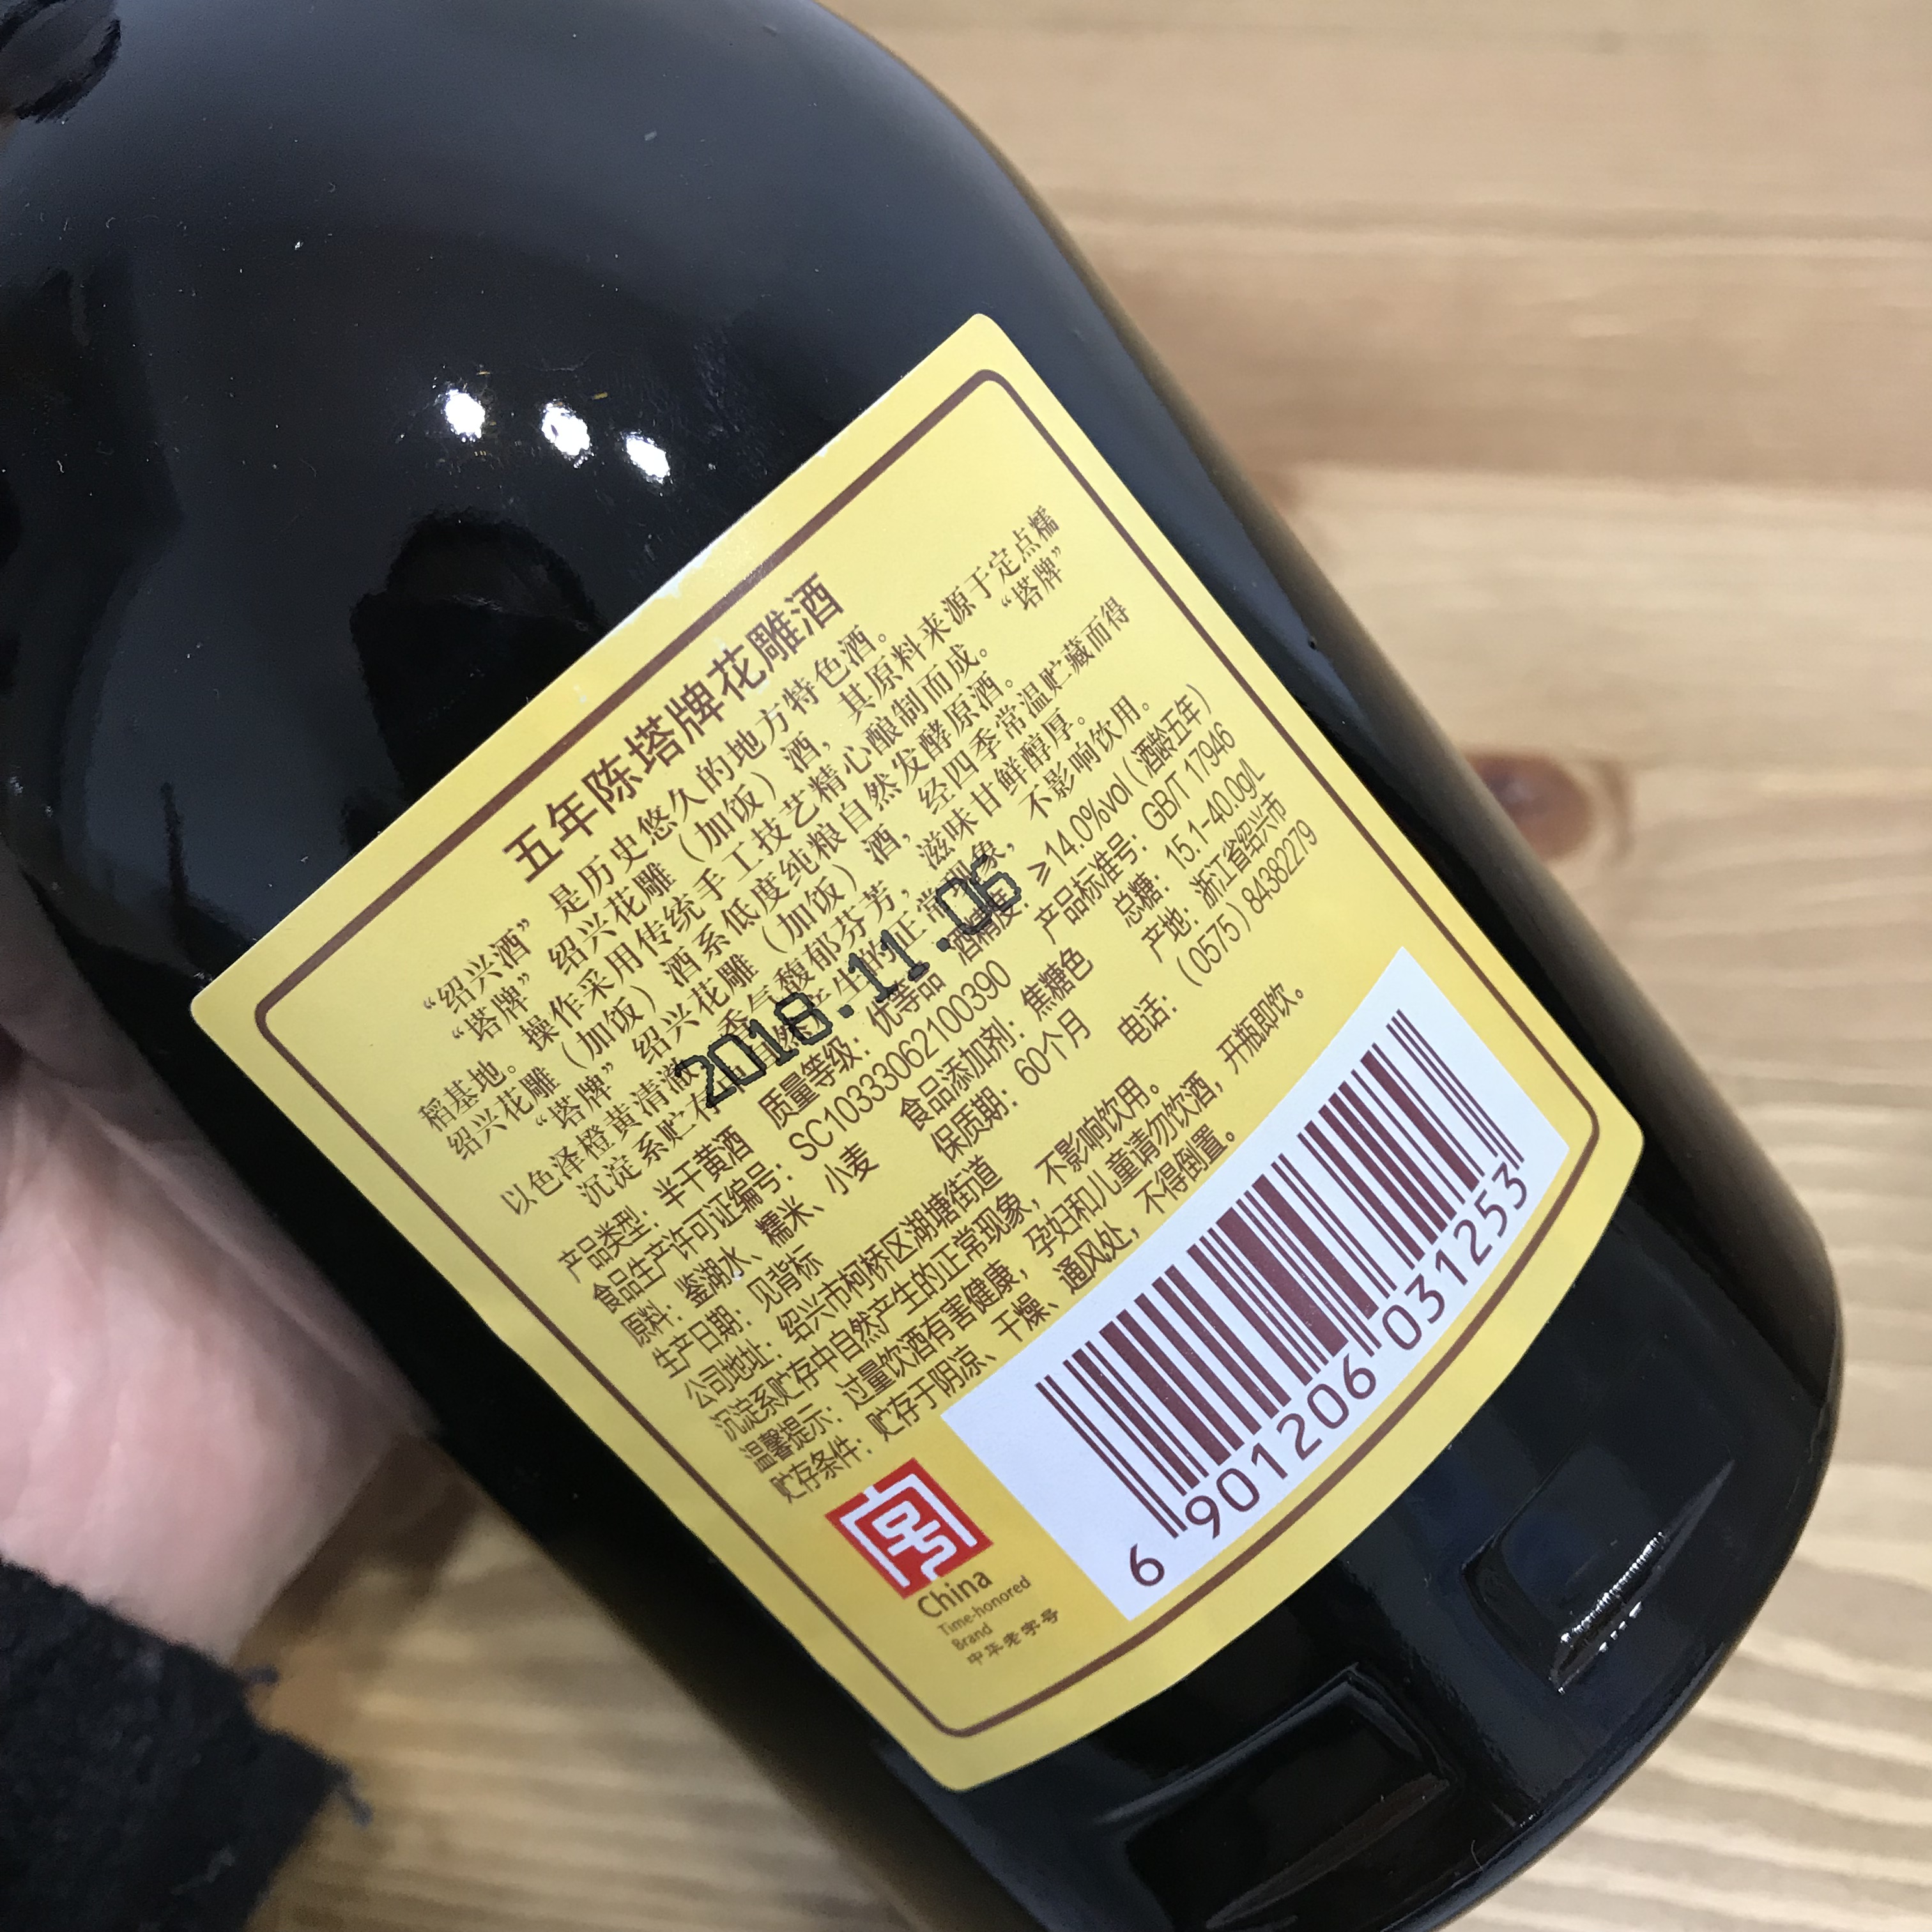 五年陈塔牌花雕酒
“绍兴酒”是历史悠久的地方特色酒。
“塔牌”绍兴花雕（加饭）酒，其原料来源于定点糯
稻基地。操作采用传统手工技艺精心酿制而成。“塔牌”
绍兴花雕（加饭）酒系低度纯粮自然发酵原酒。
“塔牌”绍兴花雕（加饭）酒，经四季常温贮藏而得
以色泽橙黄清澈、香气馥郁芬芳，滋味甘鲜醇厚。
沉淀系贮存中自然产生的正常现象，不影响饮用。
2018.11.06
产品类型：半干黄酒 质量等级：优等品 酒精度：≥14.0%vol（酒龄五年）
食品生产许可证编号：SC10333062100390 产品标准号：GB/T 17946
原料：鉴湖水、糯米、小麦 食品添加剂：焦糖色 总糖：15.1-40.0g/L
生产日期：见背标 保质期：60个月 产地：浙江省绍兴市
公司地址：绍兴市柯桥区湖塘街道 电话：（0575）84382279
沉淀系贮存中自然产生的正常现象，不影响饮用。
温馨提示：过量饮酒有害健康，孕妇和儿童请勿饮酒，开瓶即饮。
贮存条件：贮存于阴凉、干燥、通风处，不得倒置。
China
Time-honored
Brand
中华老字号
6 901206 031253